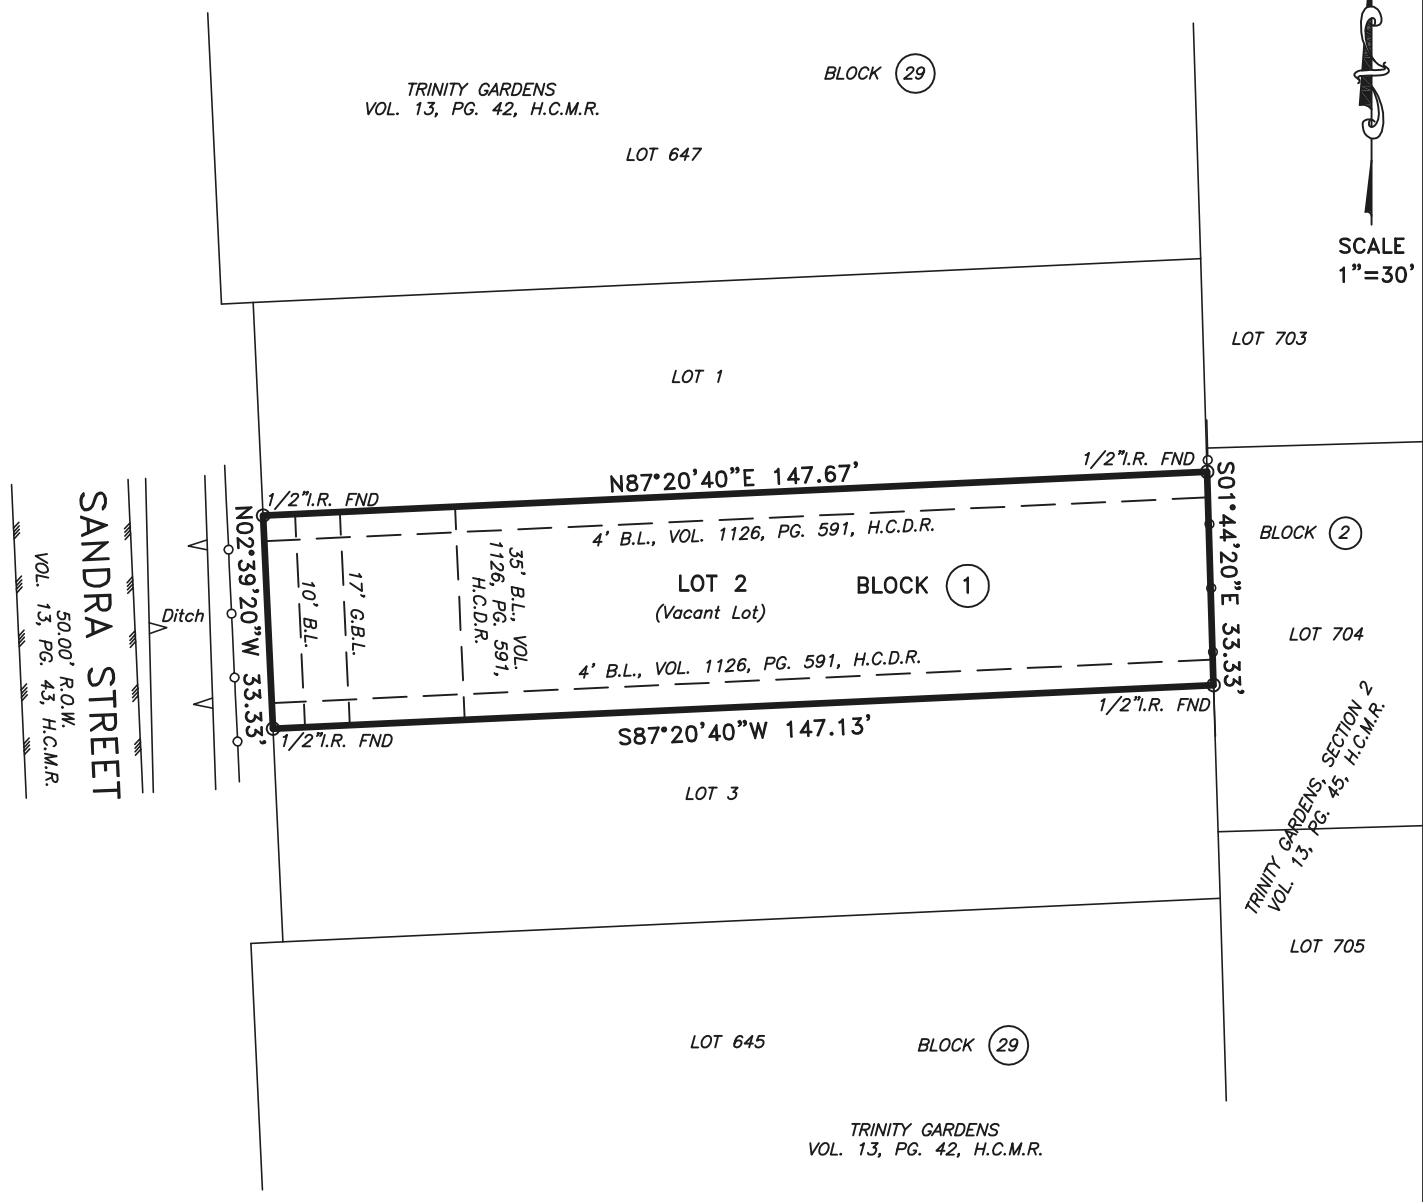 TRINITY GARDENS
VOL. 13, PG. 42, H.C.M.R.
BLOCK 29
LOT 647
SCALE
1"=30'
LOT 703
LOT 1
1/2"I.R. FND
N87°20'40"E 147.67'
1/2"I.R. FND
S01°44'20"E 33.33'
N02°39'20"W 33.33'
4' B.L., VOL. 1126, PG. 591, H.C.D.R.
BLOCK 2
SANDRA STREET
50.00' R.O.W.
VOL. 13, PG. 43, H.C.M.R.
Ditch
10' B.L.
17' G.B.L.
35' B.L., VOL.
1126, PG. 591,
H.C.D.R.
LOT 2
(Vacant Lot)
BLOCK 1
LOT 704
4' B.L., VOL. 1126, PG. 591, H.C.D.R.
1/2"I.R. FND
S87°20'40"W 147.13'
1/2"I.R. FND
LOT 3
TRINITY GARDENS, SECTION 2
VOL. 13, PG. 45, H.C.M.R.
LOT 705
LOT 645
BLOCK 29
TRINITY GARDENS
VOL. 13, PG. 42, H.C.M.R.